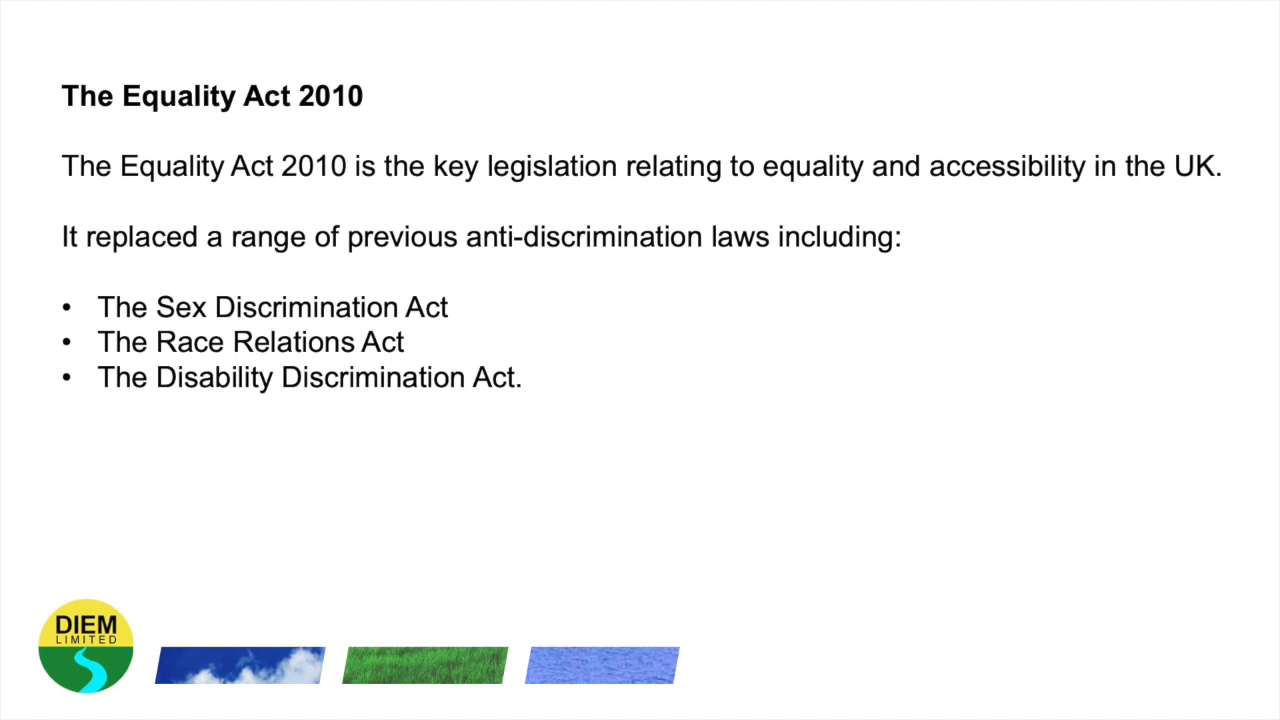 The Equality Act 2010
The Equality Act 2010 is the key legislation relating to equality and accessibility in the UK.
It replaced a range of previous anti-discrimination laws including:
• The Sex Discrimination Act
• The Race Relations Act
• The Disability Discrimination Act.
DIEM
LIMITED